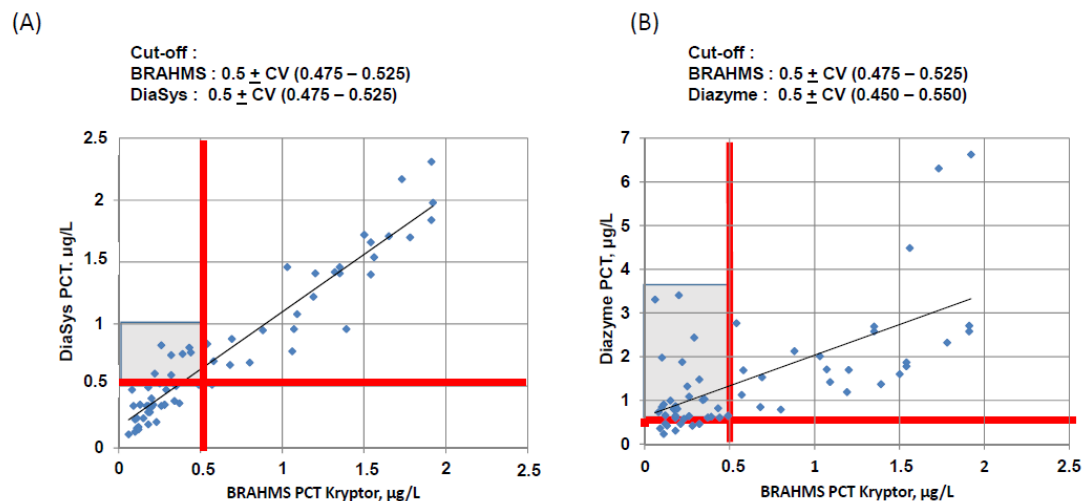 (A)
Cut-off :
BRAHMS : 0.5 ± CV (0.475 – 0.525)
DiaSys : 0.5 ± CV (0.475 – 0.525)
2.5
2
1.5
1
0.5
0
DiaSys PCT. µg/L
0
0.5
1
1.5
2
2.5
BRAHMS PCT Kryptor, µg/L
(B)
Cut-off :
BRAHMS : 0.5 ± CV (0.475 – 0.525)
Diazyme : 0.5 ± CV (0.450 – 0.550)
7
6
5
4
3
2
1
0
Diazyme PCT, µg/L
0
0.5
1
1.5
2
2.5
BRAHMS PCT Kryptor, µg/L